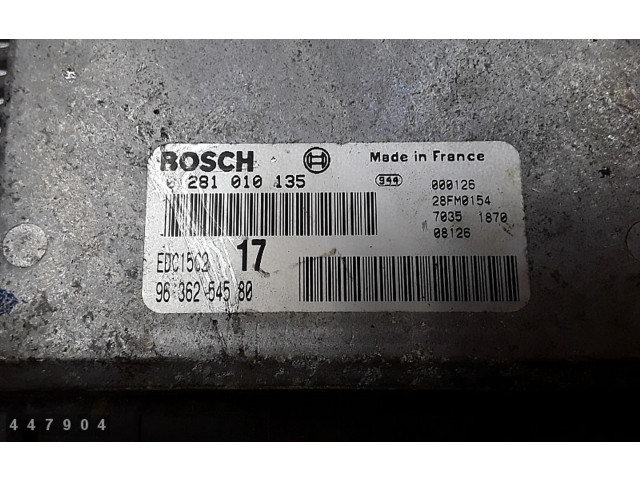 BOSCH Made in France
0 281 010 135 944 000126
28FM0154
7035 1870
08126
EDC15C2 17
96 362 545 80
447904